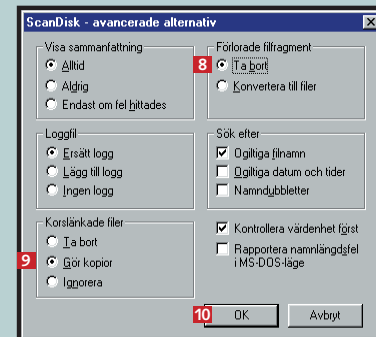 ScanDisk - avancerade alternativ
Visa sammanfattning
Alltid
Aldrig
Endast om fel hittades
Loggfil
Ersätt logg
Lägg till logg
Ingen logg
Korslänkade filer
Ta bort
9 Gör kopior
Ignorera
Förlorade filfragment
8 Ta bort
Konvertera till filer
Sök efter
Ogiltiga filnamn
Ogiltiga datum och tider
Namndubbletter
Kontrollera värdenhet först
Rapportera namnlängdsfel
i MS-DOS-läge
10 OK
Avbryt